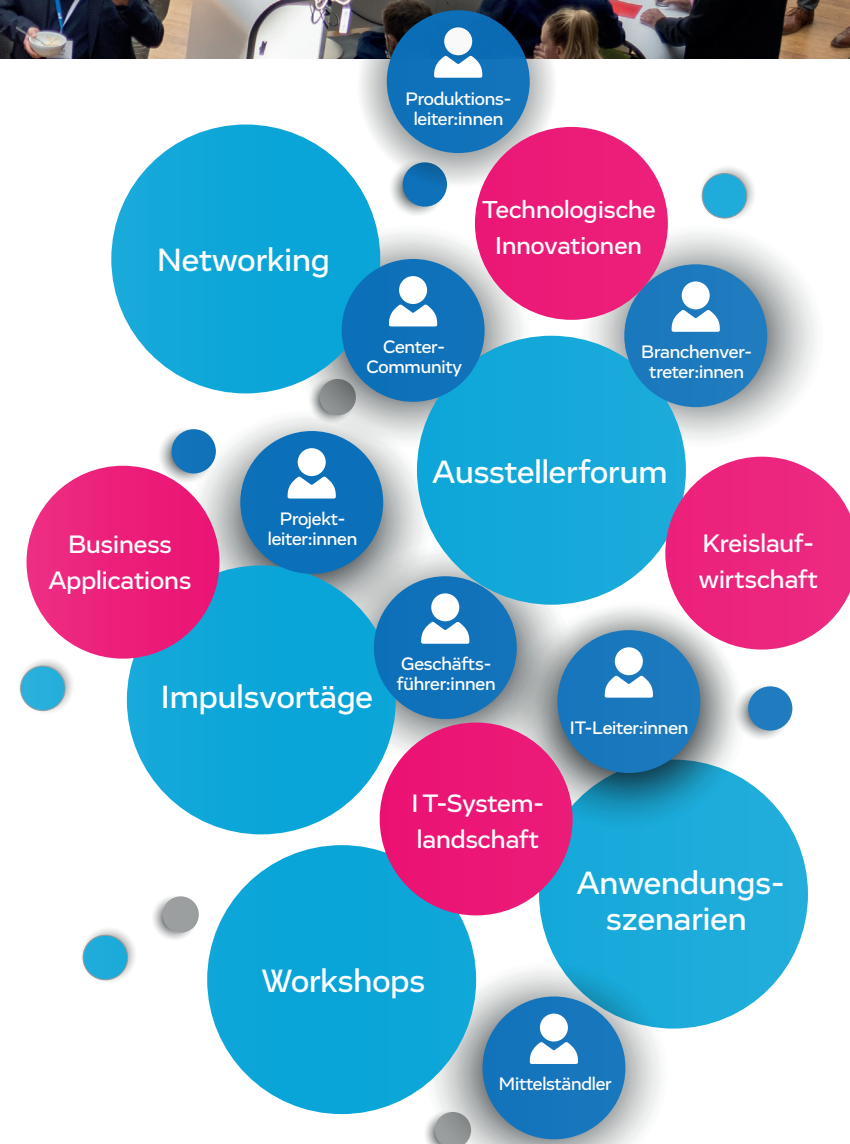 Produktions-
leiter:innen
Technologische
Innovationen
Networking
Center-
Community
Branchenver-
treter:innen
Ausstellerforum
Projekt-
leiter:innen
Business
Applications
Kreislauf-
wirtschaft
Geschäfts-
führer:innen
Impulsvortäge
IT-Leiter:innen
I T-System-
landschaft
Anwendungs-
szenarien
Workshops
Mittelständler